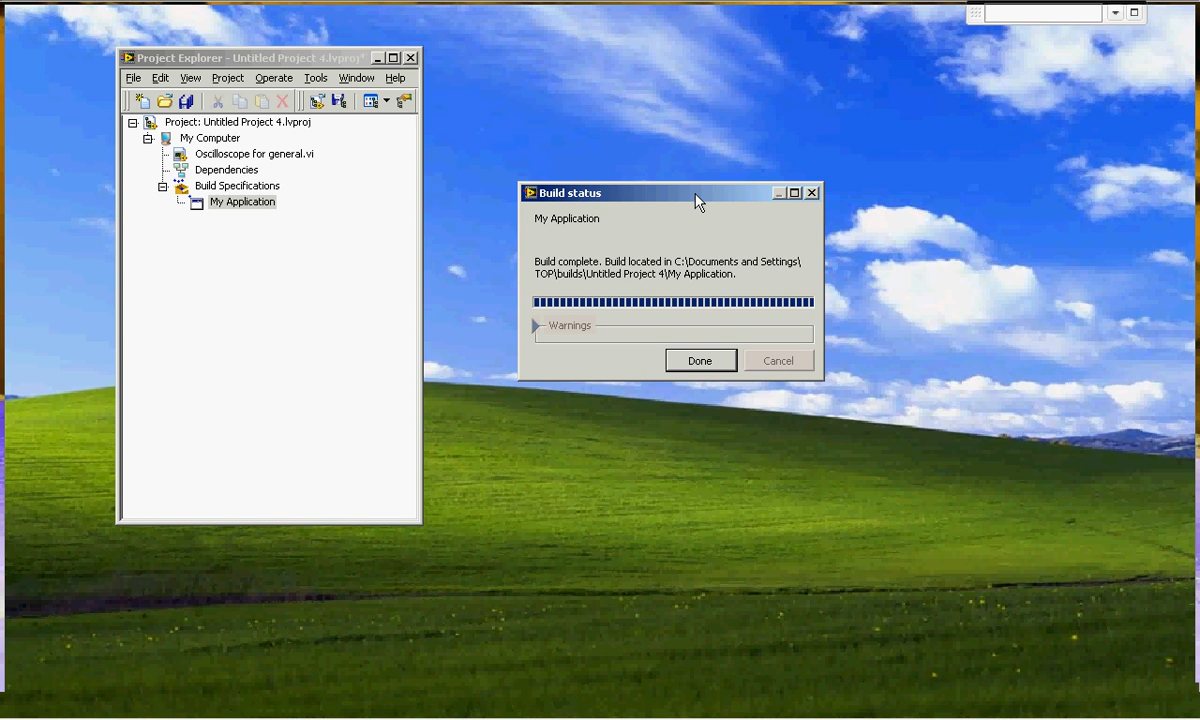 Project Explorer - Untitled Project 4.lvproj*
File Edit View Project Operate Tools Window Help
Project: Untitled Project 4.lvproj
My Computer
Oscilloscope for general.vi
Dependencies
Build Specifications
My Application
Build status
My Application
Build complete. Build located in C:\Documents and Settings\
TOP\builds\Untitled Project 4\My Application.
Warnings
Done Cancel